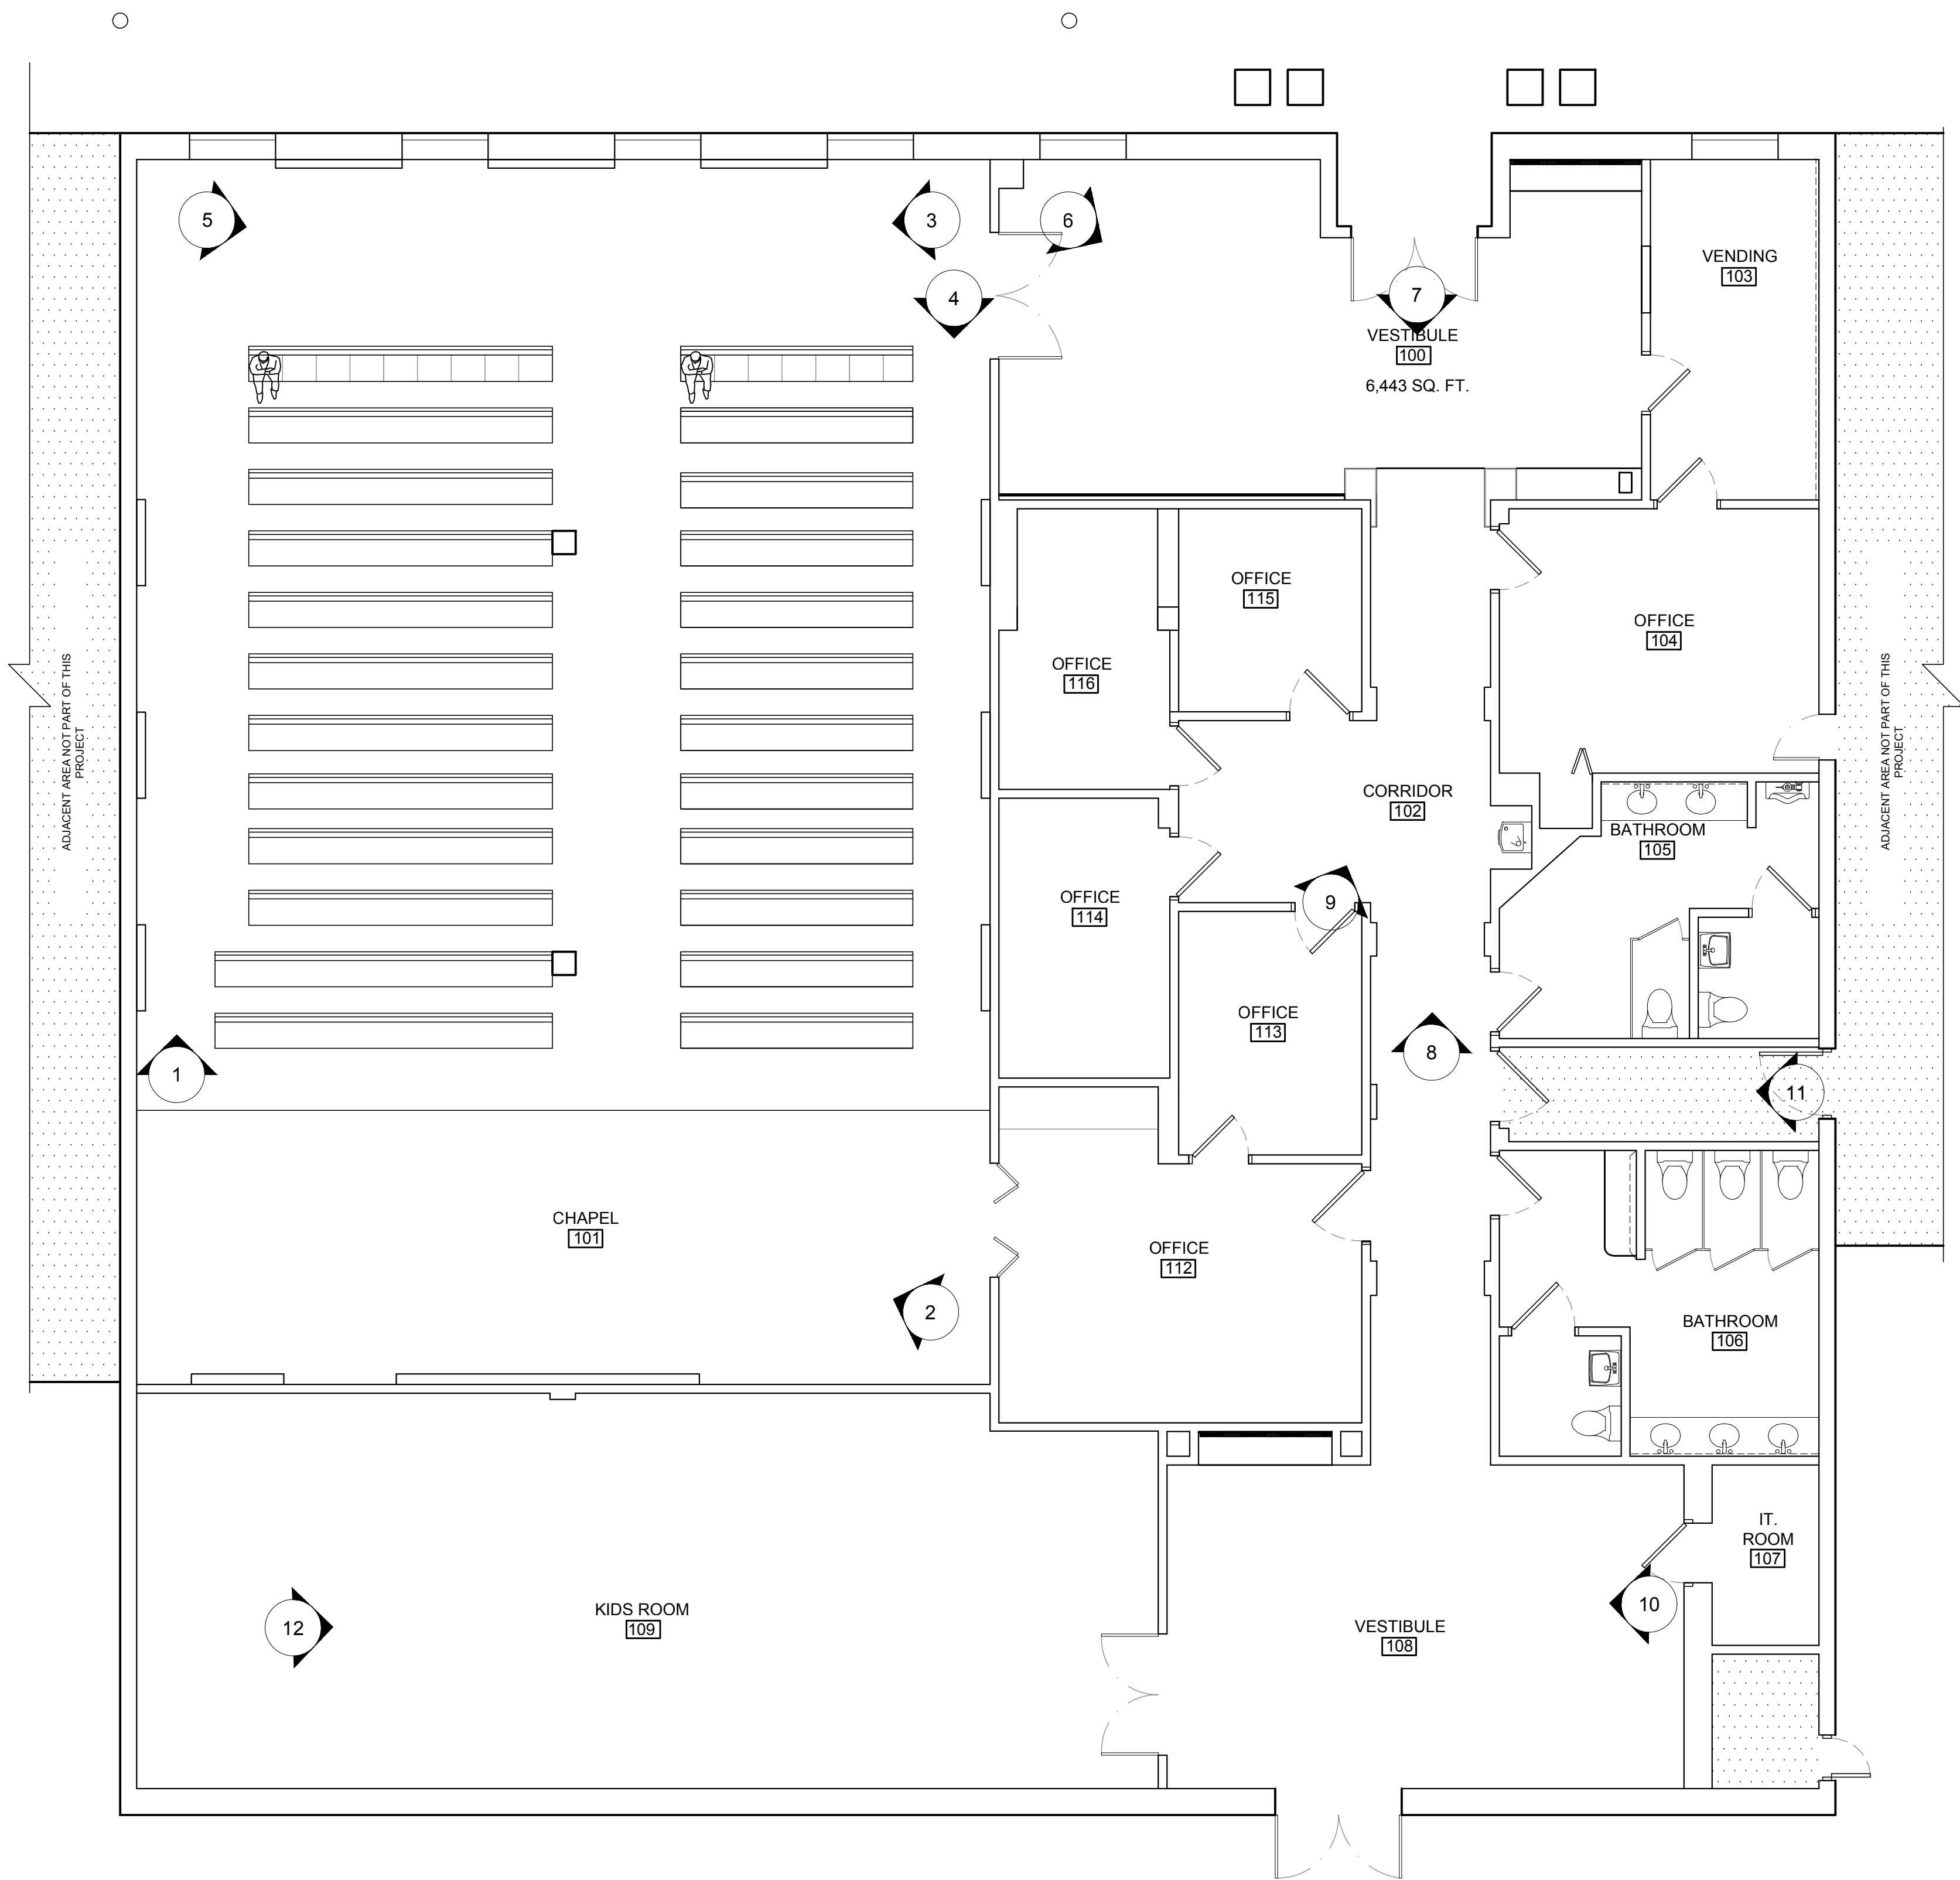 5
3
6
4
7
VENDING
103
VESTIBULE
100
6,443 SQ. FT.
OFFICE
115
OFFICE
104
OFFICE
116
ADJACENT AREA NOT PART OF THIS
PROJECT
ADJACENT AREA NOT PART OF THIS
PROJECT
CORRIDOR
102
BATHROOM
105
OFFICE
114
9
OFFICE
113
8
1
11
CHAPEL
101
OFFICE
112
2
BATHROOM
106
IT.
ROOM
107
10
12
KIDS ROOM
109
VESTIBULE
108